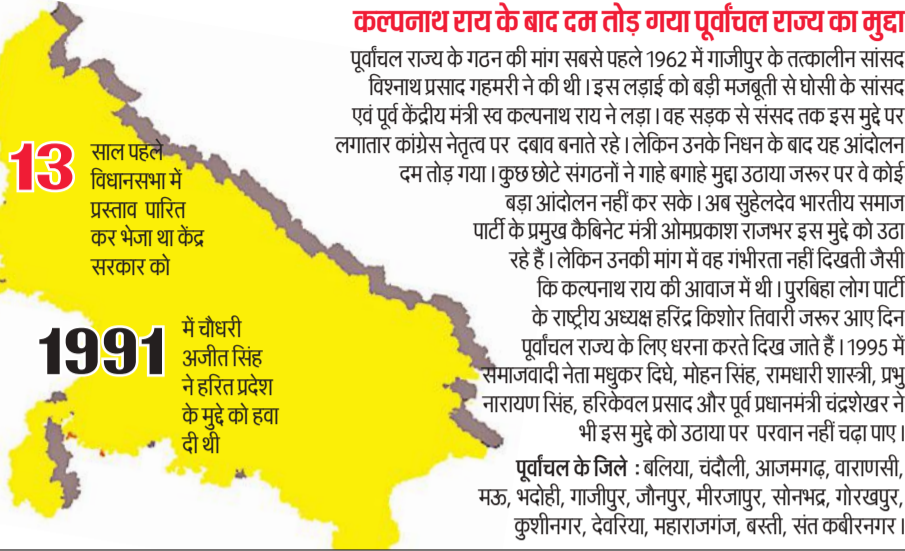 कल्पनाथ राय के बाद दम तोड़ गया पूर्वांचल राज्य का मुद्दा
पूर्वांचल राज्य के गठन की मांग सबसे पहले 1962 में गाजीपुर के तत्कालीन सांसद
विश्नाथ प्रसाद गहमरी ने की थी। इस लड़ाई को बड़ी मजबूती से घोसी के सांसद
एवं पूर्व केंद्रीय मंत्री स्व कल्पनाथ राय ने लड़ा। वह सड़क से संसद तक इस मुद्दे पर
लगातार कांग्रेस नेतृत्व पर दबाव बनाते रहे। लेकिन उनके निधन के बाद यह आंदोलन
दम तोड़ गया। कुछ छोटे संगठनों ने गाहे बगाहे मुद्दा उठाया जरूर पर वे कोई
बड़ा आंदोलन नहीं कर सके। अब सुहेलदेव भारतीय समाज
पार्टी के प्रमुख कैबिनेट मंत्री ओमप्रकाश राजभर इस मुद्दे को उठा
रहे हैं। लेकिन उनकी मांग में वह गंभीरता नहीं दिखती जैसी
कि कल्पनाथ राय की आवाज में थी। पुरबिहा लोग पार्टी
के राष्ट्रीय अध्यक्ष हरिंद्र किशोर तिवारी जरूर आए दिन
पूर्वांचल राज्य के लिए धरना करते दिख जाते हैं। 1995 में
समाजवादी नेता मधुकर दिघे, मोहन सिंह, रामधारी शास्त्री, प्रभु
नारायण सिंह, हरिकेवल प्रसाद और पूर्व प्रधानमंत्री चंद्रशेखर ने
भी इस मुद्दे को उठाया पर परवान नहीं चढ़ा पाए।
पूर्वांचल के जिले : बलिया, चंदौली, आजमगढ़, वाराणसी,
मऊ, भदोही, गाजीपुर, जौनपुर, मीरजापुर, सोनभद्र, गोरखपुर,
कुशीनगर, देवरिया, महाराजगंज, बस्ती, संत कबीरनगर।
13 साल पहले
विधानसभा में
प्रस्ताव पारित
कर भेजा था केंद्र
सरकार को
1991 में चौधरी
अजीत सिंह
ने हरित प्रदेश
के मुद्दे को हवा
दी थी